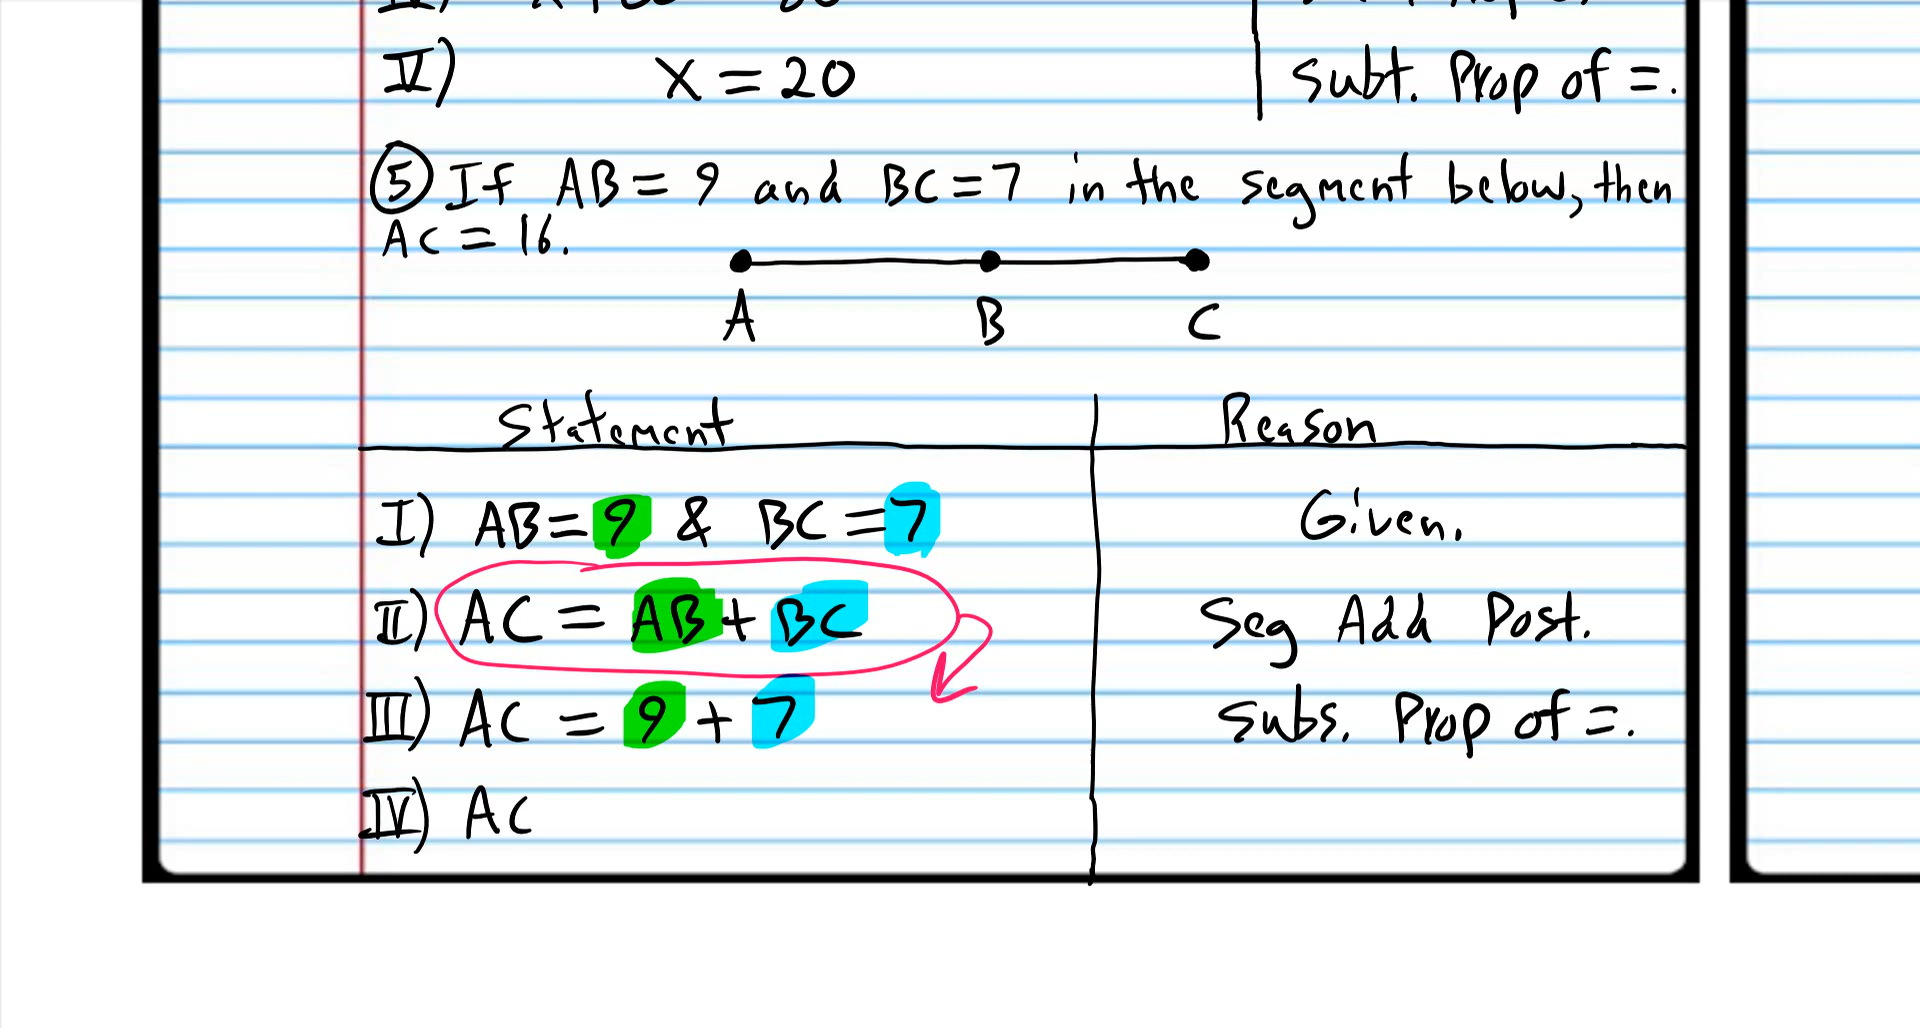 IV) X = 20 Subt. Prop of =.
⑤ If AB = 9 and BC = 7 in the segment below, then
AC = 16.
A B C
Statement Reason
I) AB = 9 & BC = 7 Given.
II) AC = AB + BC Seg Add Post.
III) AC = 9 + 7 Subs. Prop of =.
IV) AC